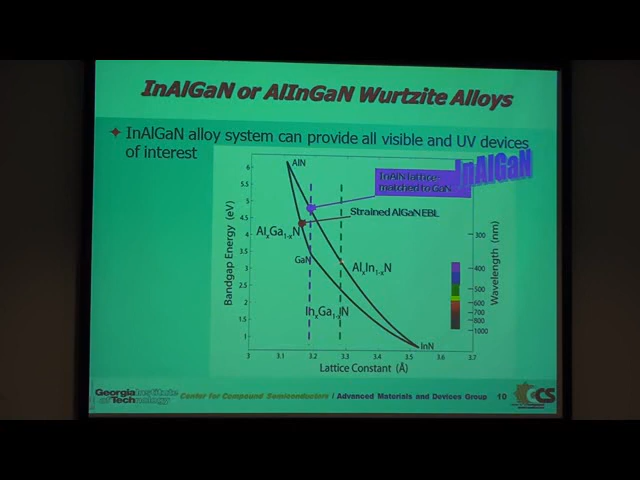 InAlGaN or AlInGaN Wurtzite Alloys
InAlGaN alloy system can provide all visible and UV devices
of interest
InAlGaN
AlN
InAlN lattice-
matched to GaN
Strained AlGaN EBL
AlxGa1-xN
GaN
AlxIn1-xN
InxGa1-xN
InN
Bandgap Energy (eV)
6
5.5
5
4.5
4
3.5
3
2.5
2
1.5
1
Wavelength (nm)
300
400
500
600
700
800
1000
3
3.1
3.2
3.3
3.4
3.5
3.6
3.7
Lattice Constant (Å)
Georgia Institute
of Technology
Center for Compound Semiconductors / Advanced Materials and Devices Group 10
CS